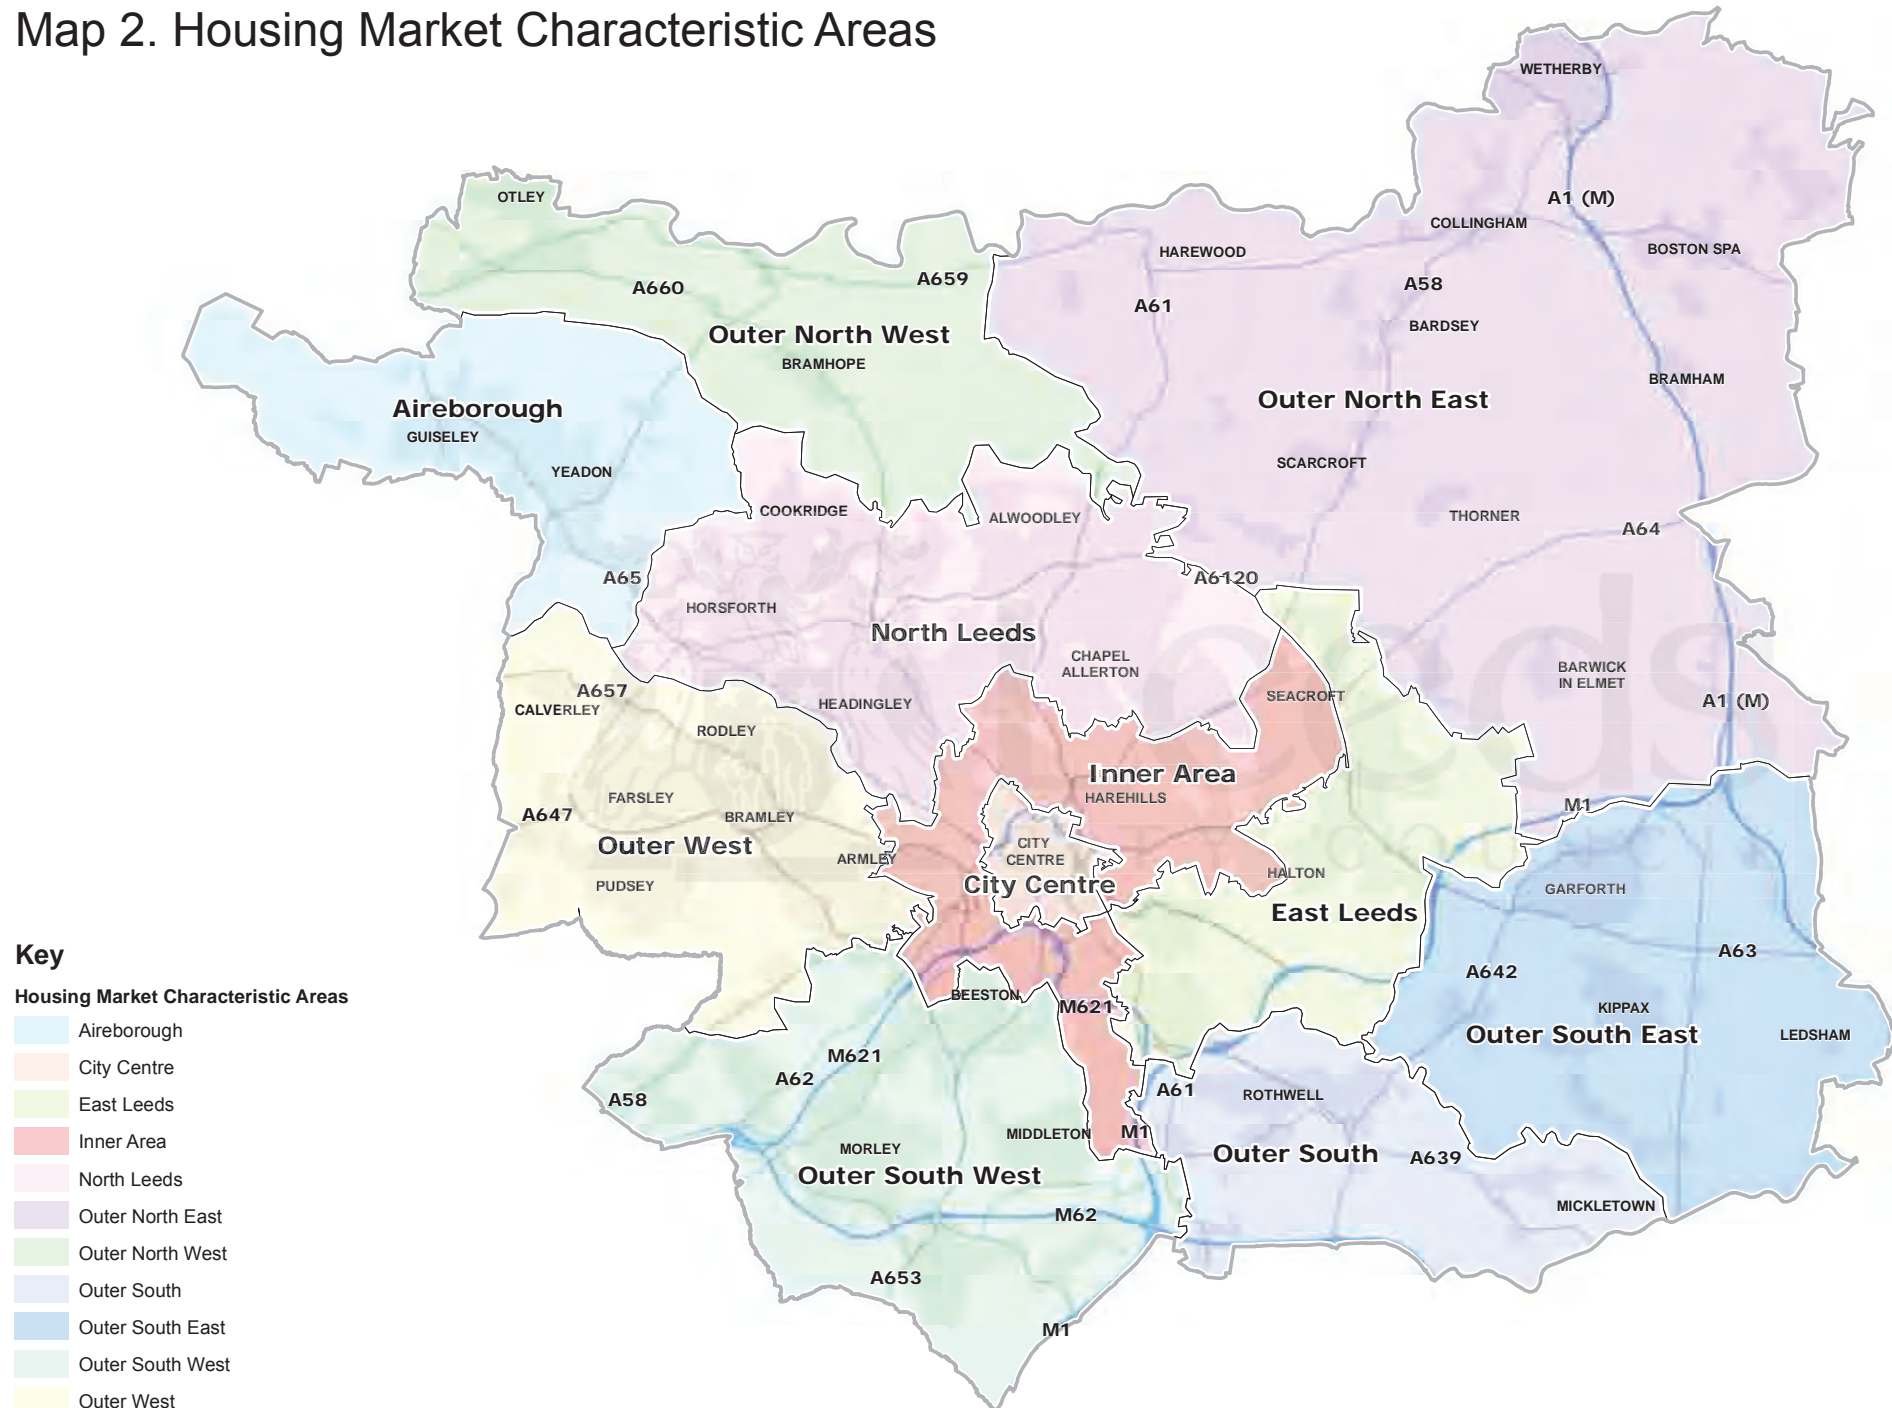 Map 2. Housing Market Characteristic Areas
WETHERBY
OTLEY
A1 (M)
COLLINGHAM
HAREWOOD
BOSTON SPA
A660
A659
A58
A61
Outer North West
BARDSEY
BRAMHOPE
BRAMHAM
Outer North East
Aireborough
GUISELEY
YEADON
SCARCROFT
COOKRIDGE
ALWOODLEY
THORNER
A64
A65
A6120
HORSFORTH
North Leeds
CHAPEL
ALLERTON
BARWICK
IN ELMET
A657
SEACROFT
CALVERLEY
HEADINGLEY
A1 (M)
RODLEY
Inner Area
HAREHILLS
FARSLEY
M1
A647
BRAMLEY
Outer West
CITY
CENTRE
ARMLEY
HALTON
City Centre
PUDSEY
GARFORTH
East Leeds
A63
A642
BEESTON
M621
KIPPAX
Outer South East
LEDSHAM
M621
A62
A61
A58
ROTHWELL
MIDDLETON
M1
MORLEY
Outer South
A639
Outer South West
MICKLETOWN
M62
A653
M1
leeds
CITY COUNCIL
Key
Housing Market Characteristic Areas
Aireborough
City Centre
East Leeds
Inner Area
North Leeds
Outer North East
Outer North West
Outer South
Outer South East
Outer South West
Outer West